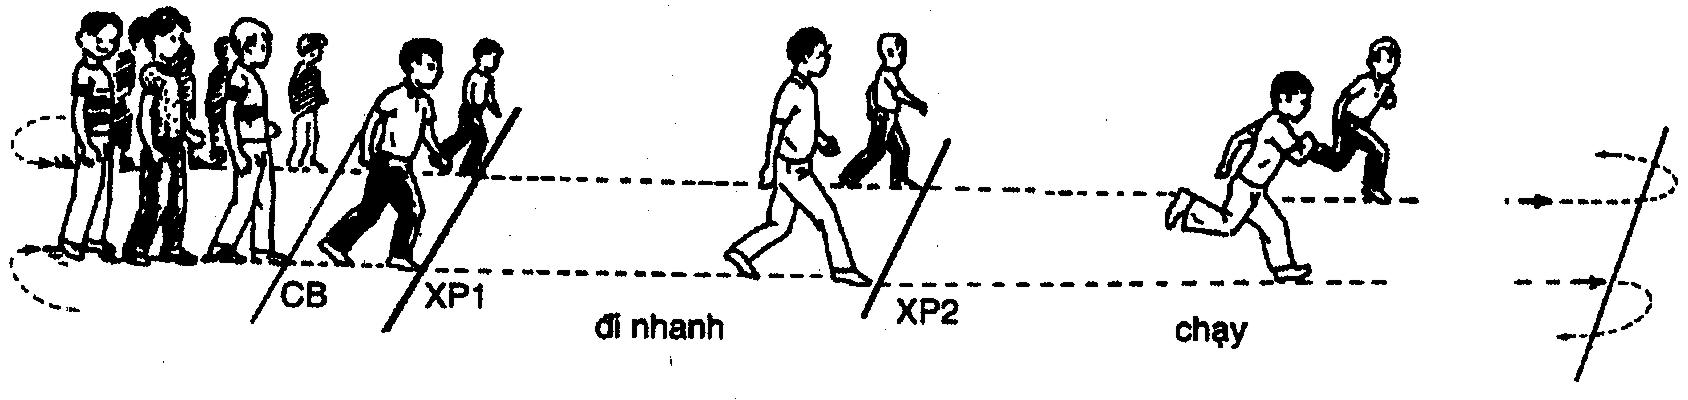 CB
XP1
đi nhanh
XP2
chạy